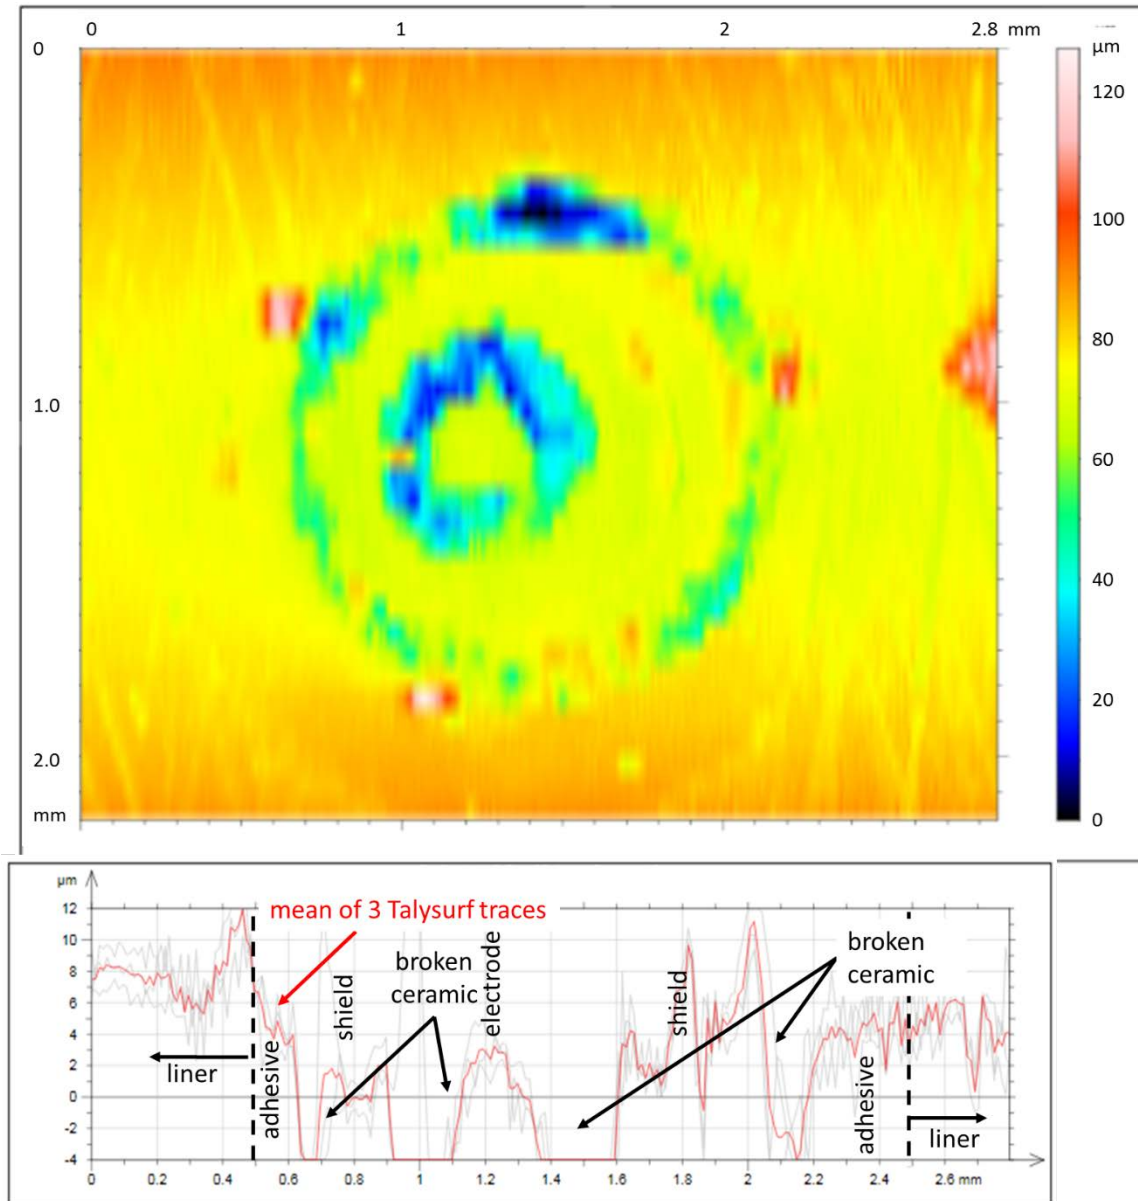 0 1 2 2.8 mm
µm
0
120
100
80
1.0
60
40
20
2.0
mm
0
µm
12
mean of 3 Talysurf traces
10
broken
ceramic
electrode
broken
ceramic
8
shield
shield
6
4
2
liner
adhesive
0
-2
adhesive
liner
-4
0 0.2 0.4 0.6 0.8 1 1.2 1.4 1.6 1.8 2 2.2 2.4 2.6 mm